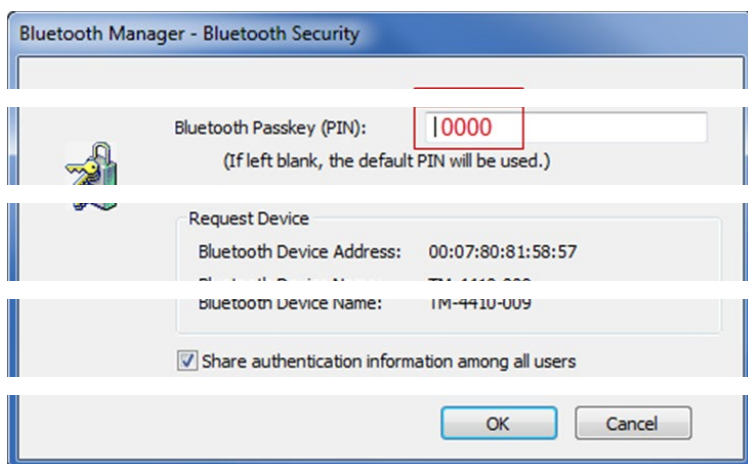 Bluetooth Manager - Bluetooth Security
Bluetooth Passkey (PIN): 0000
(If left blank, the default PIN will be used.)
Request Device
Bluetooth Device Address: 00:07:80:81:58:57
Bluetooth Device Name: TM-4410-009
Share authentication information among all users
OK Cancel